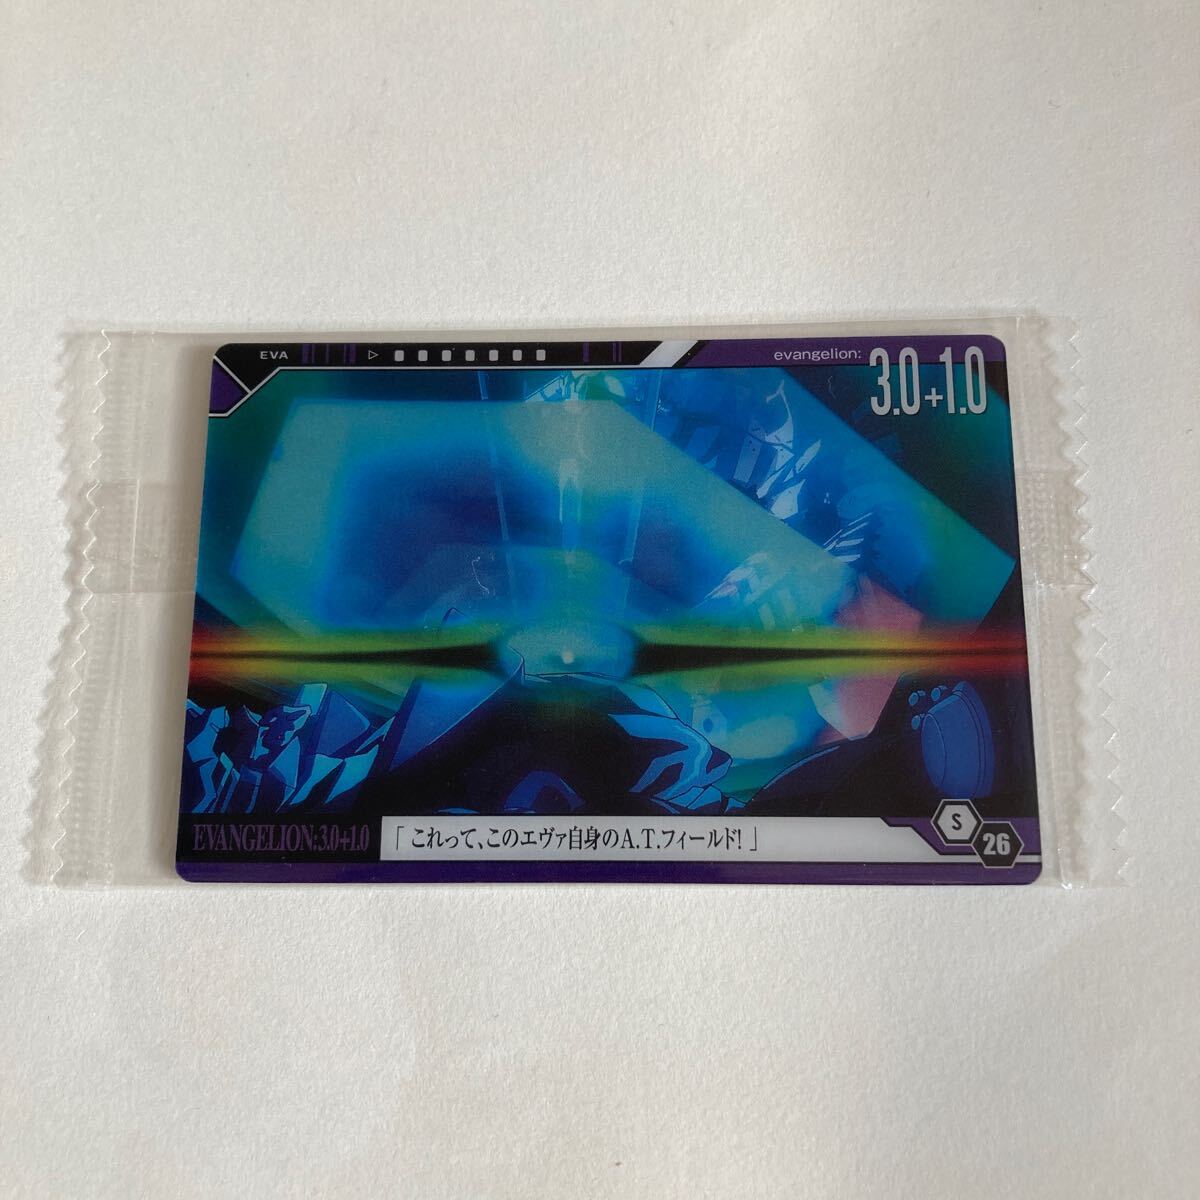 EVA
evangelion:
3.0+1.0
EVANGELION:3.0+1.0
「これって、このエヴァ自身のA.T.フィールド!」
S
26